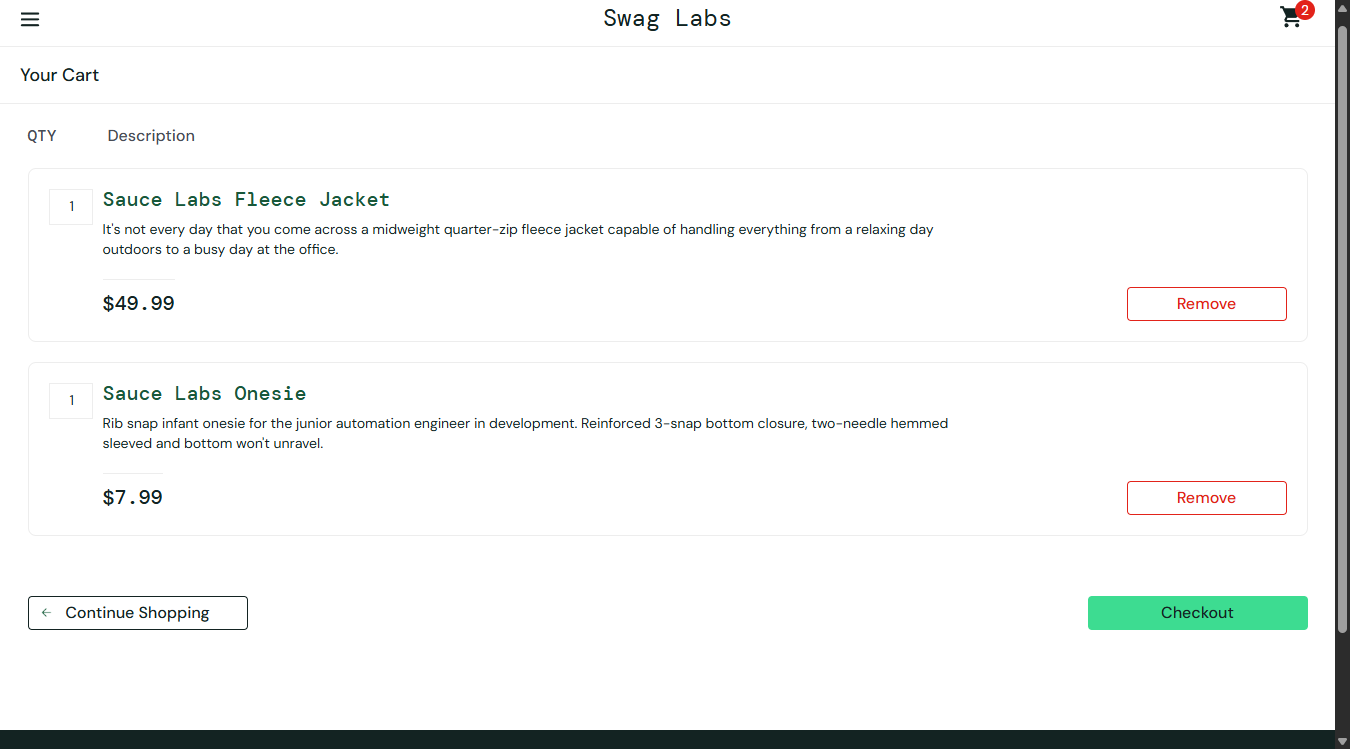 Swag Labs
2
Your Cart
QTY Description
1
Sauce Labs Fleece Jacket
It's not every day that you come across a midweight quarter-zip fleece jacket capable of handling everything from a relaxing day
outdoors to a busy day at the office.
$49.99
Remove
1
Sauce Labs Onesie
Rib snap infant onesie for the junior automation engineer in development. Reinforced 3-snap bottom closure, two-needle hemmed
sleeved and bottom won't unravel.
$7.99
Remove
Continue Shopping
Checkout